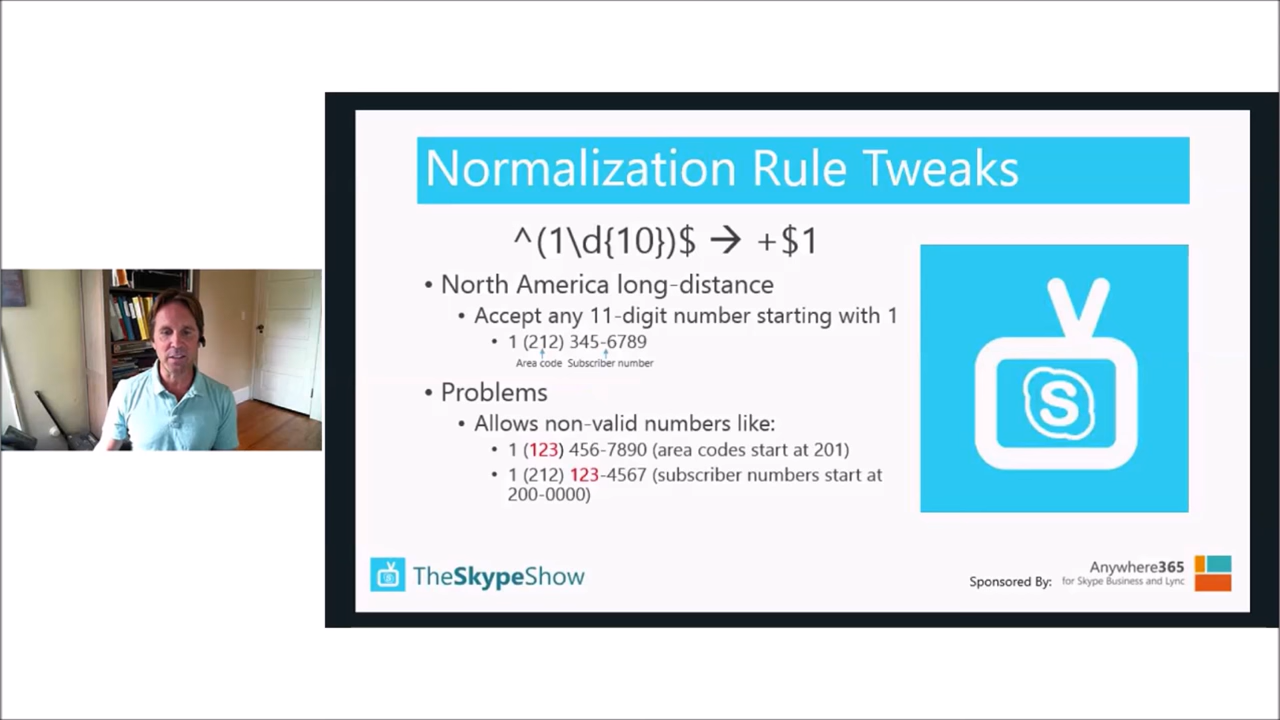 Normalization Rule Tweaks
^(1\d{10})$ → +$1
• North America long-distance
• Accept any 11-digit number starting with 1
• 1 (212) 345-6789
Area code Subscriber number
• Problems
• Allows non-valid numbers like:
• 1 (123) 456-7890 (area codes start at 201)
• 1 (212) 123-4567 (subscriber numbers start at
200-0000)
S
TheSkypeShow
Sponsored By:
Anywhere365
for Skype Business and Lync